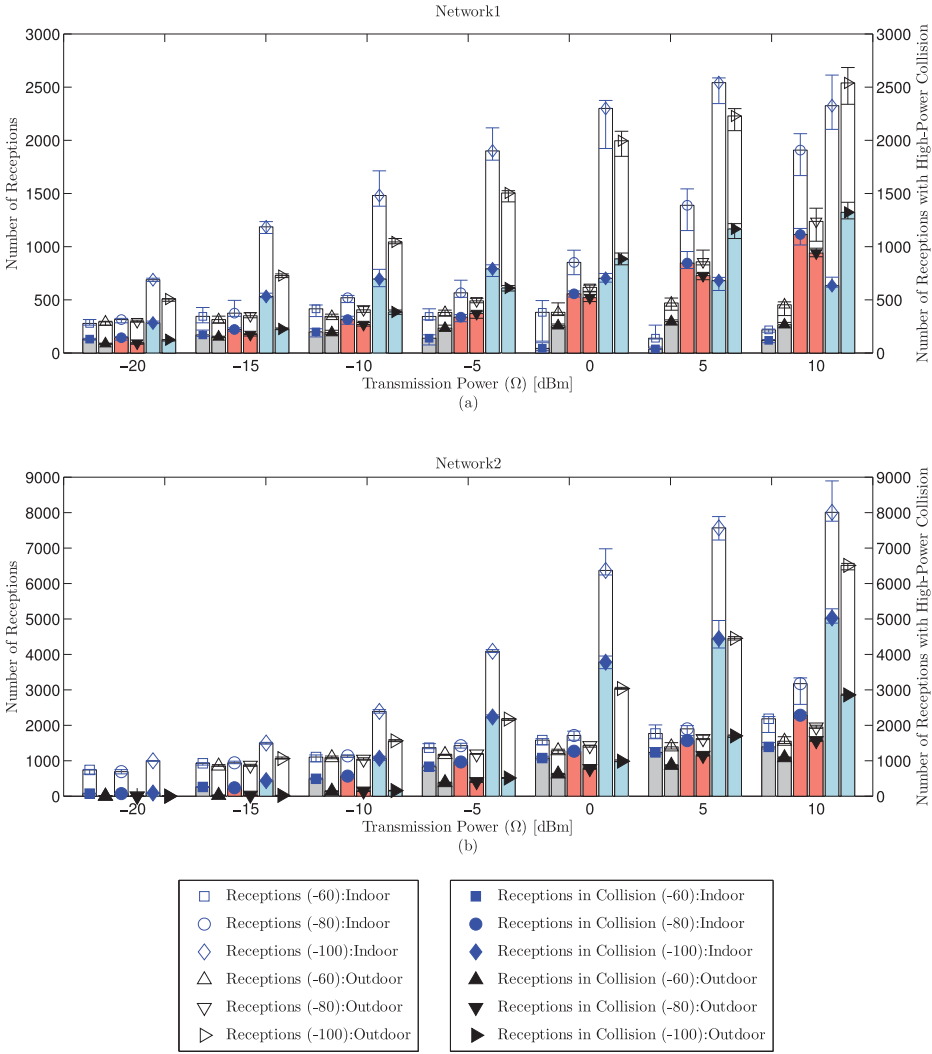 Network1
3000
2500
2000
1500
1000
500
0
Number of Receptions
3000
2500
2000
1500
1000
500
0
Number of Receptions with High-Power Collision
−20 −15 −10 −5 0 5 10
Transmission Power (Ω) [dBm]
(a)
Network2
9000
8000
7000
6000
5000
4000
3000
2000
1000
0
Number of Receptions
9000
8000
7000
6000
5000
4000
3000
2000
1000
0
Number of Receptions with High-Power Collision
−20 −15 −10 −5 0 5 10
Transmission Power (Ω) [dBm]
(b)
Receptions (-60):Indoor
Receptions (-80):Indoor
Receptions (-100):Indoor
Receptions (-60):Outdoor
Receptions (-80):Outdoor
Receptions (-100):Outdoor
Receptions in Collision (-60):Indoor
Receptions in Collision (-80):Indoor
Receptions in Collision (-100):Indoor
Receptions in Collision (-60):Outdoor
Receptions in Collision (-80):Outdoor
Receptions in Collision (-100):Outdoor